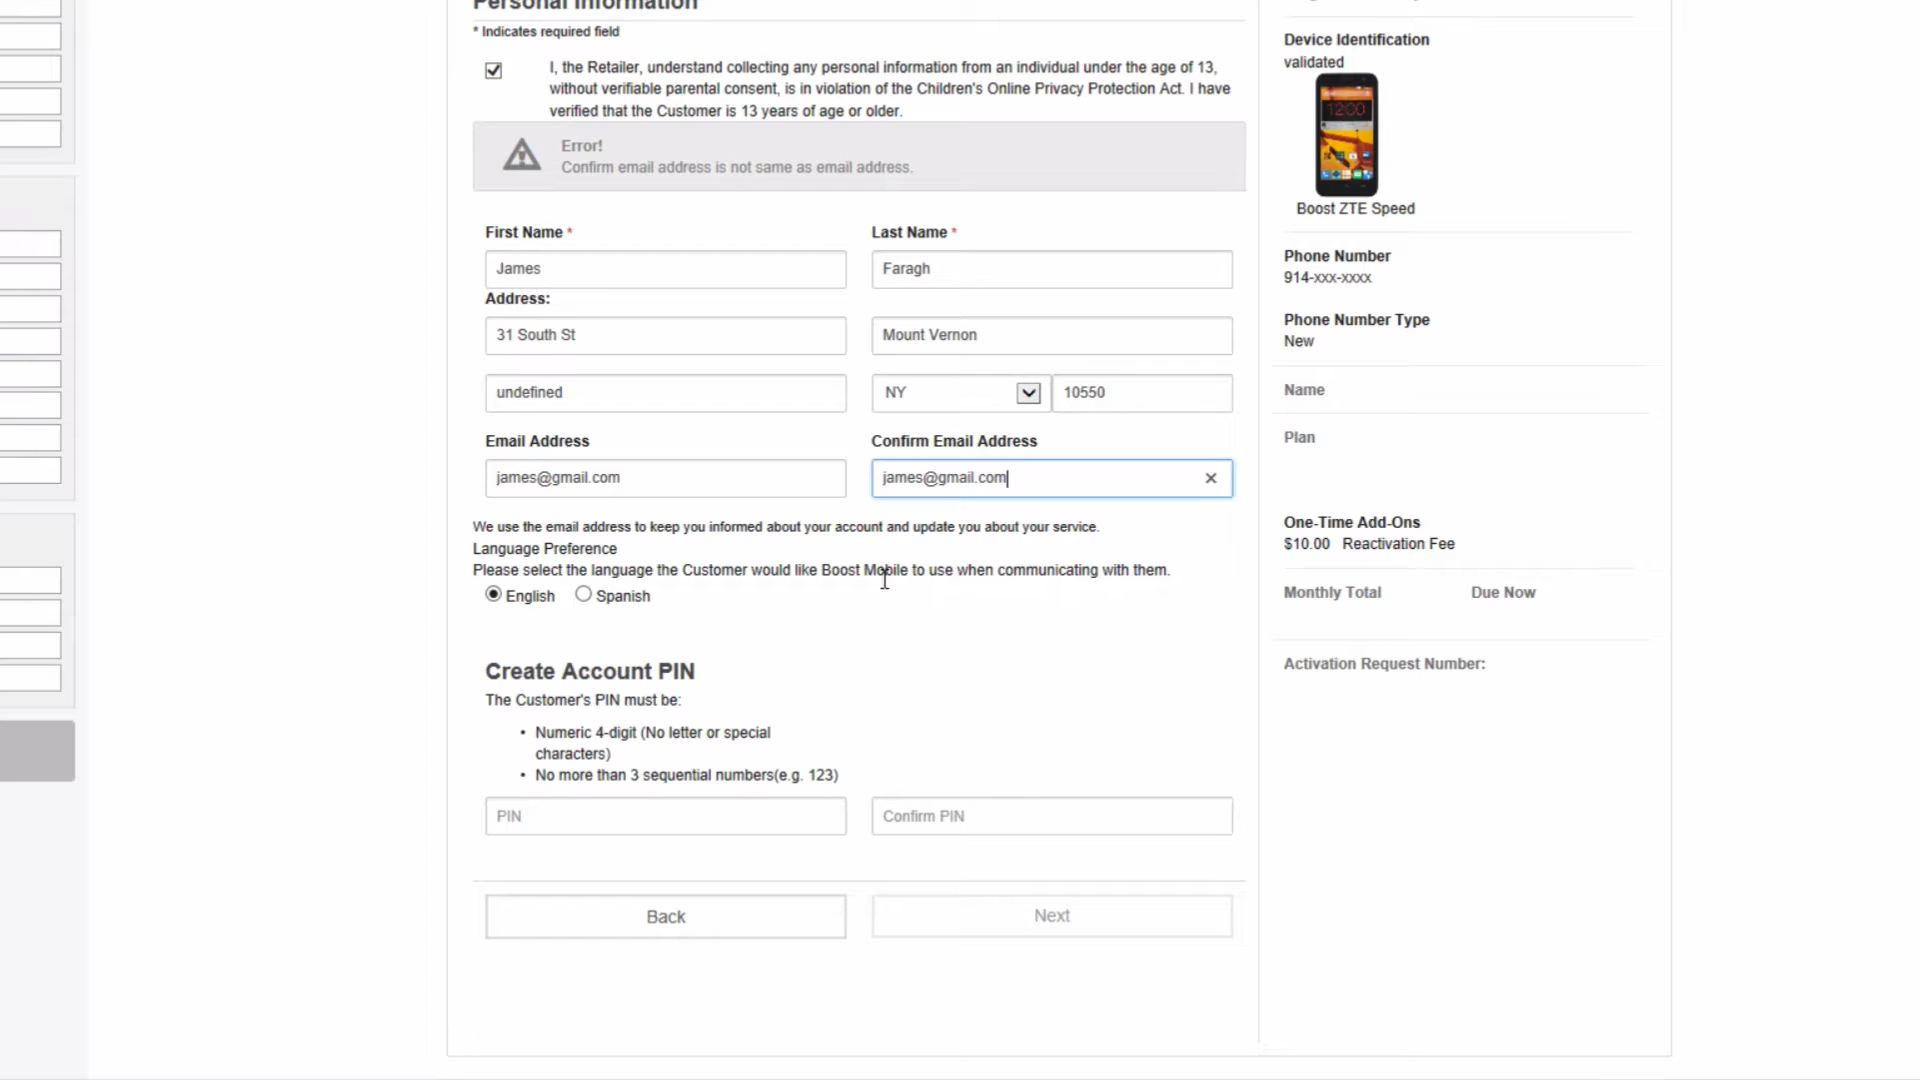 Personal Information
* Indicates required field
I, the Retailer, understand collecting any personal information from an individual under the age of 13,
without verifiable parental consent, is in violation of the Children's Online Privacy Protection Act. I have
verified that the Customer is 13 years of age or older.
Error!
Confirm email address is not same as email address.
First Name *
Last Name *
James
Faragh
Address:
31 South St
Mount Vernon
undefined
NY
10550
Email Address
Confirm Email Address
james@gmail.com
james@gmail.com
We use the email address to keep you informed about your account and update you about your service.
Language Preference
Please select the language the Customer would like Boost Mobile to use when communicating with them.
English
Spanish
Create Account PIN
The Customer's PIN must be:
• Numeric 4-digit (No letter or special
characters)
• No more than 3 sequential numbers(e.g. 123)
PIN
Confirm PIN
Back
Next
Device Identification
validated
12:00
Boost ZTE Speed
Phone Number
914-xxx-xxxx
Phone Number Type
New
Name
Plan
One-Time Add-Ons
$10.00 Reactivation Fee
Monthly Total
Due Now
Activation Request Number: